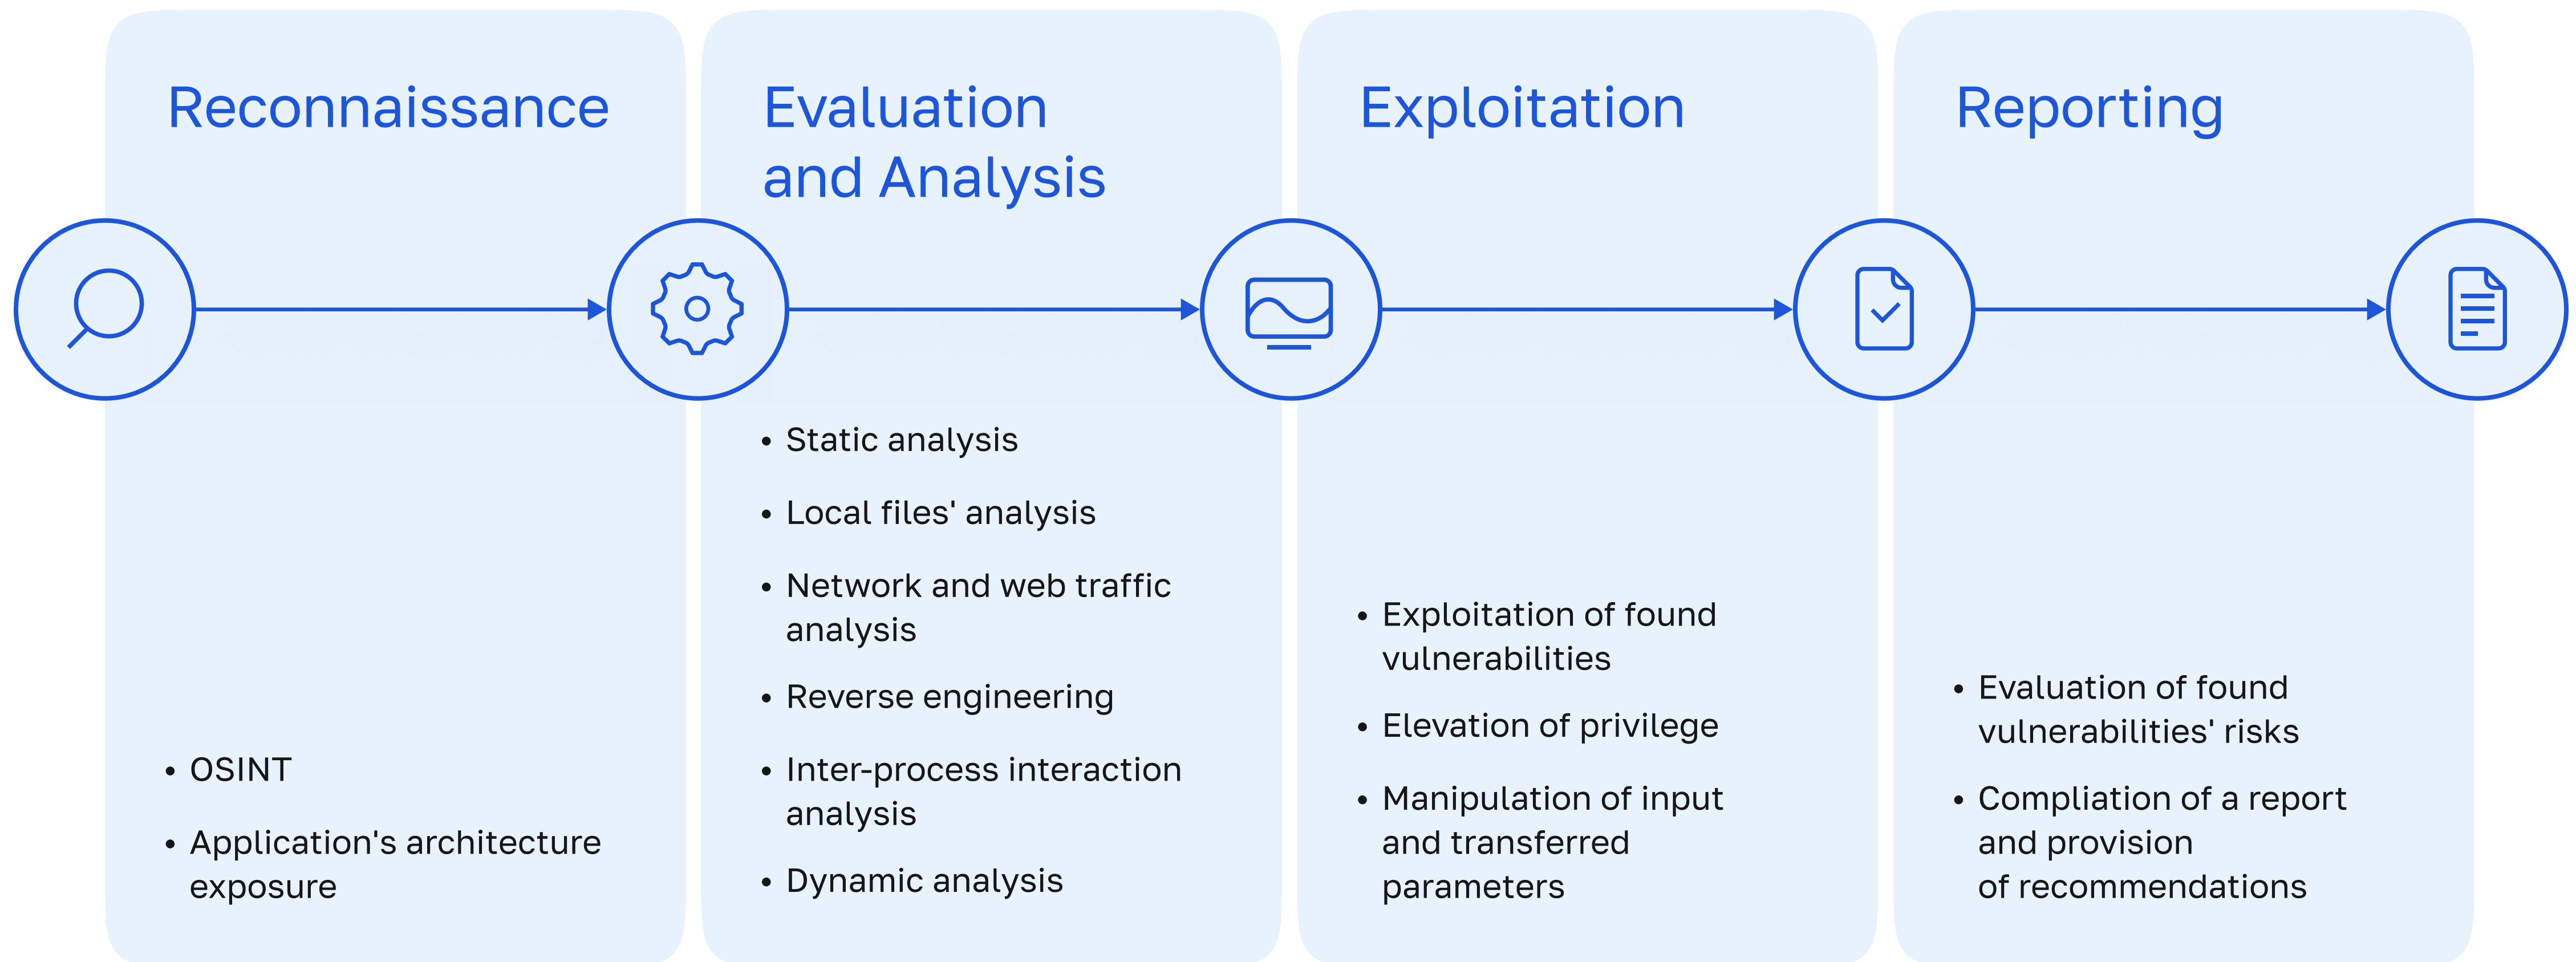 Reconnaissance
• OSINT
• Application's architecture
exposure
Evaluation
and Analysis
• Static analysis
• Local files' analysis
• Network and web traffic
analysis
• Reverse engineering
• Inter-process interaction
analysis
• Dynamic analysis
Exploitation
• Exploitation of found
vulnerabilities
• Elevation of privilege
• Manipulation of input
and transferred
parameters
Reporting
• Evaluation of found
vulnerabilities' risks
• Compliation of a report
and provision
of recommendations